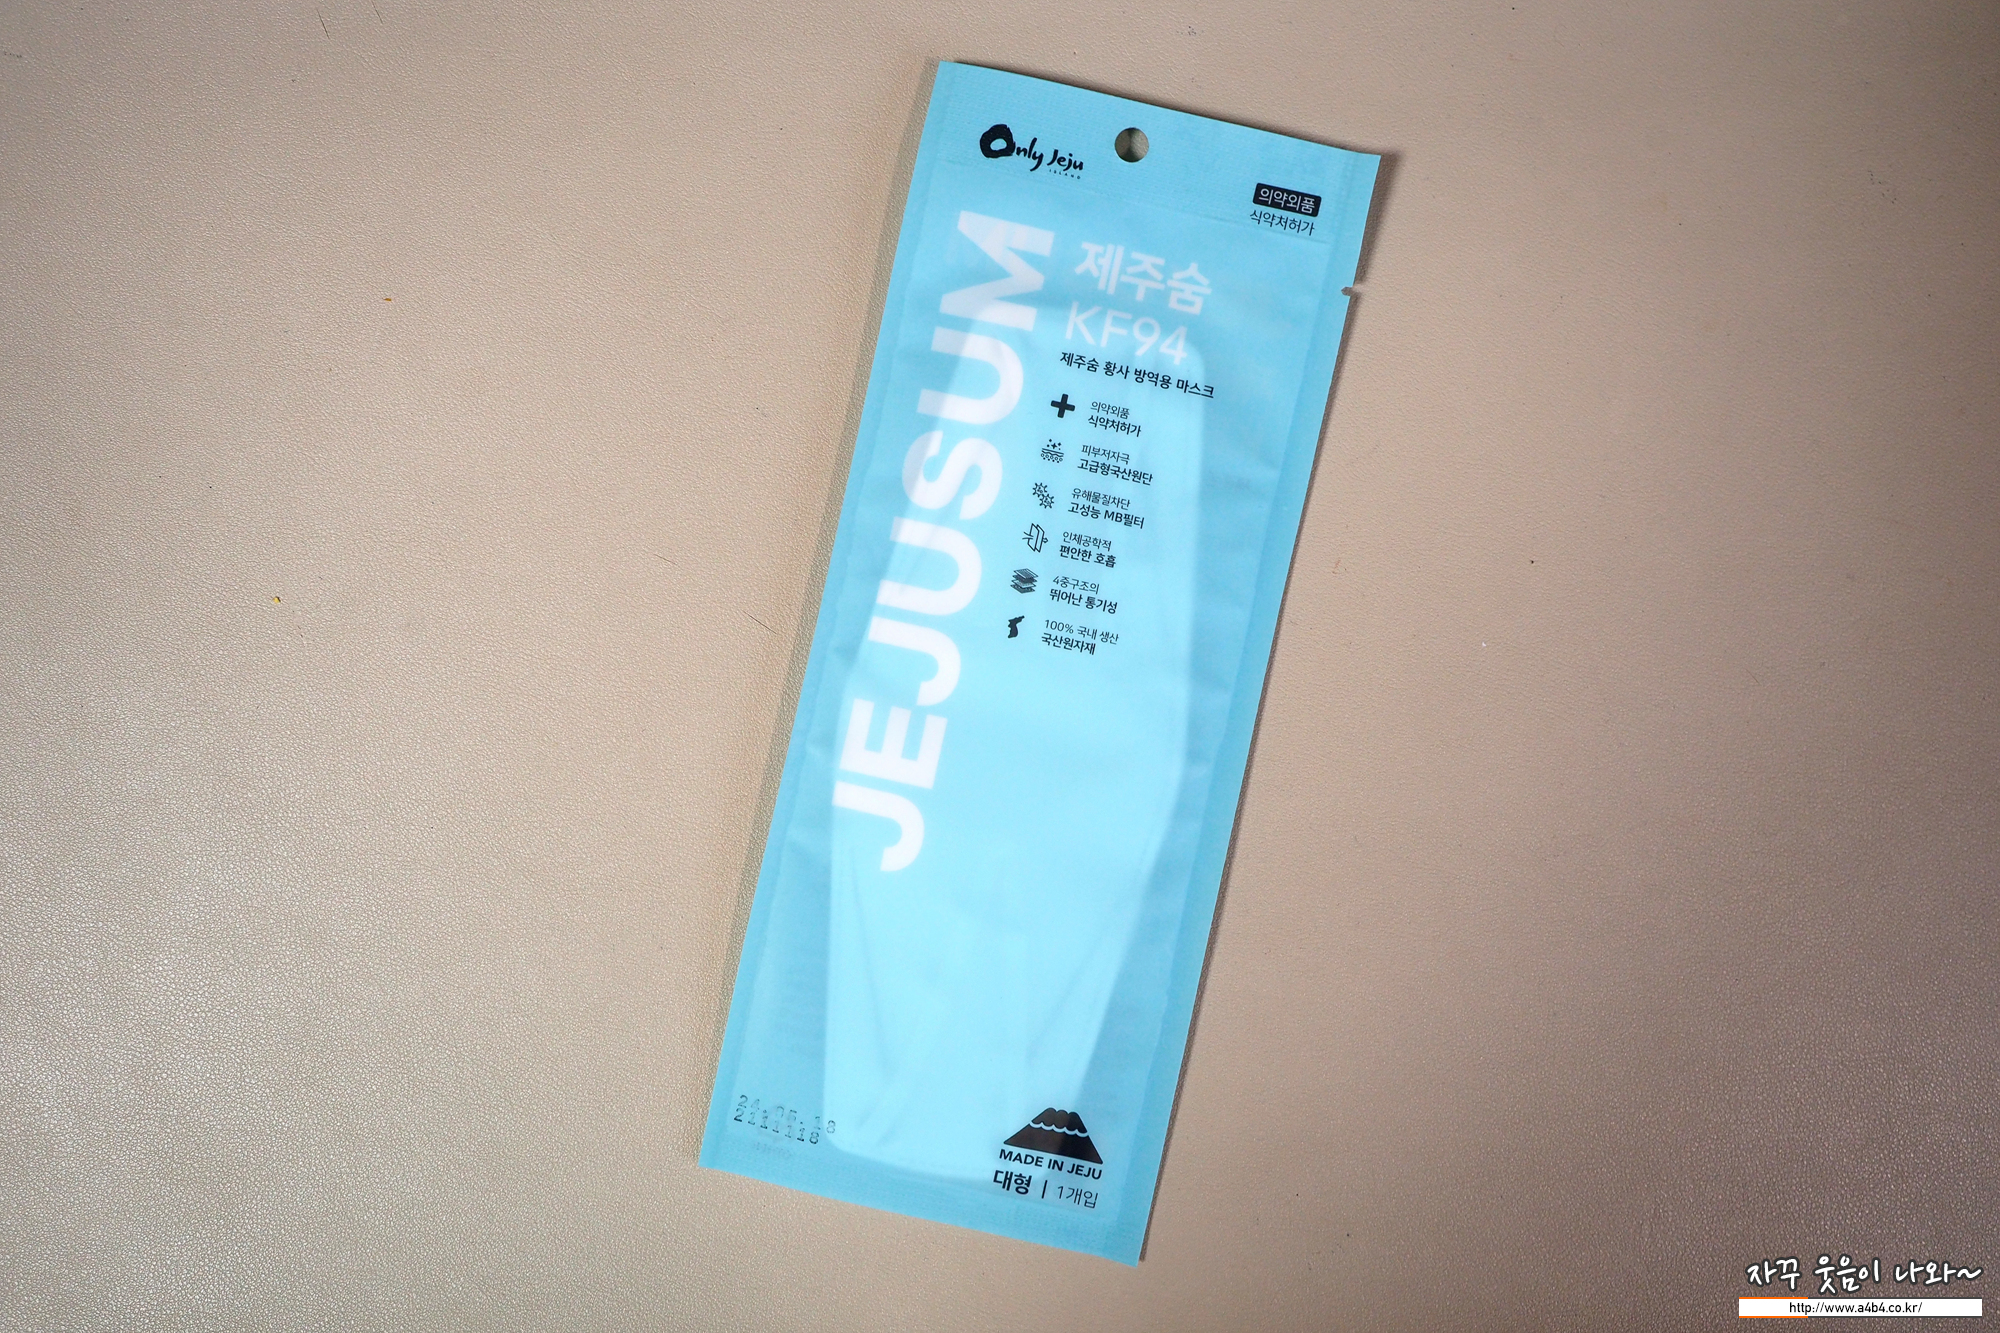 Only Jeju
ISLAND
의약외품
식약처허가
JEJUSUM
제주숨
KF94
제주숨 황사 방역용 마스크
의약외품
식약처허가
피부저자극
고급형국산원단
유해물질차단
고성능 MB필터
인체공학적
편안한 호흡
4중구조의
뛰어난 통기성
100% 국내 생산
국산원자재
24.05.18
2111118
MADE IN JEJU
대형 | 1개입
자꾸 웃음이 나와~
http://www.a4b4.co.kr/